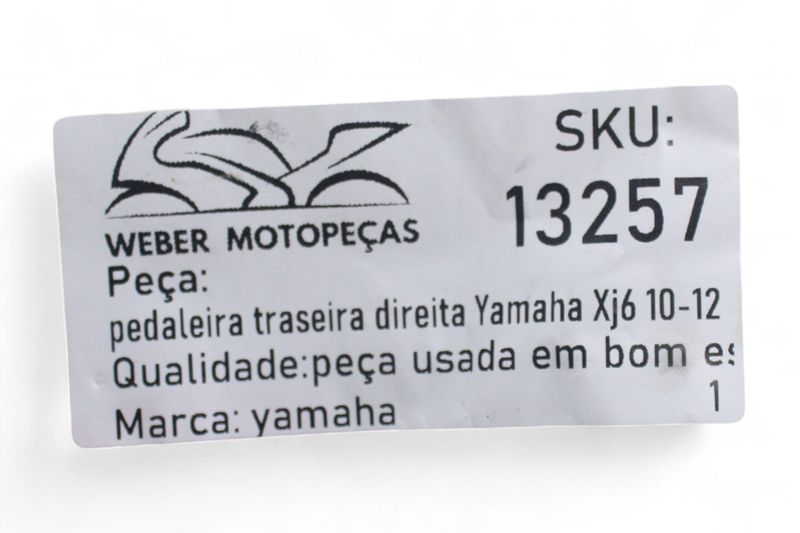 SKU:
13257
WEBER MOTOPEÇAS
Peça:
pedaleira traseira direita Yamaha Xj6 10-12
Qualidade:peça usada em bom es
1
Marca: yamaha